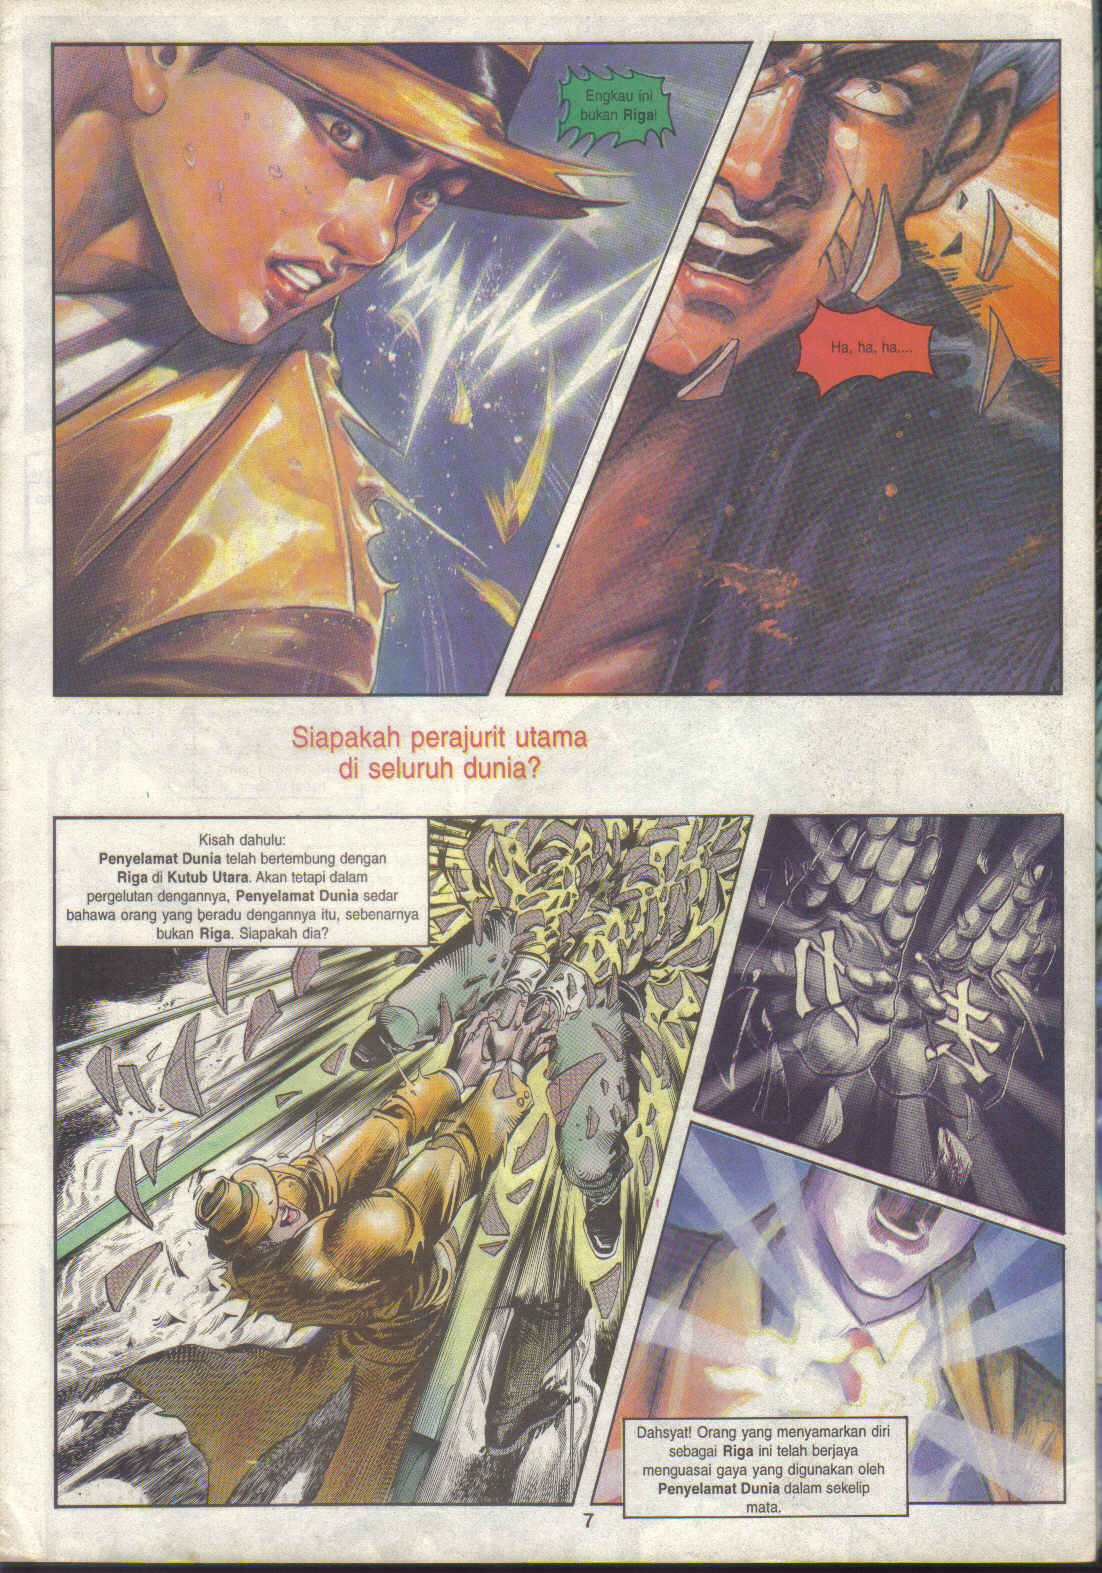 Engkau ini
bukan Riga!
Ha, ha, ha....
Siapakah perajurit utama
di seluruh dunia?
Kisah dahulu:
Penyelamat Dunia telah bertembung dengan
Riga di Kutub Utara. Akan tetapi dalam
pergelutan dengannya, Penyelamat Dunia sedar
bahawa orang yang beradu dengannya itu, sebenarnya
bukan Riga. Siapakah dia?
Dahsyat! Orang yang menyamarkan diri
sebagai Riga ini telah berjaya
menguasai gaya yang digunakan oleh
Penyelamat Dunia dalam sekelip
mata.
7